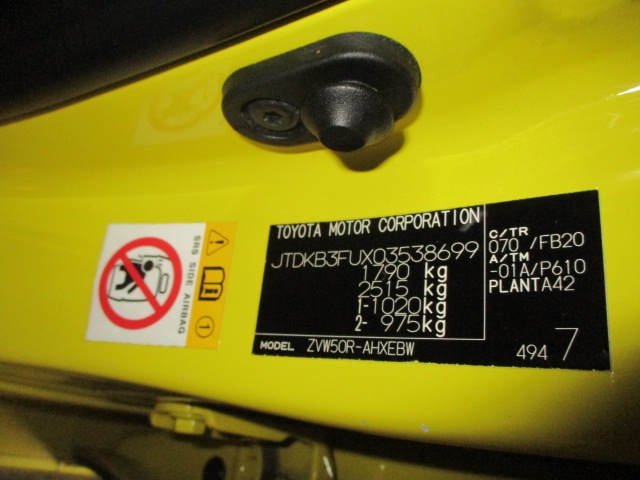 TOYOTA MOTOR CORPORATION
JTDKB3FUX03538699
1790 kg
2515 kg
1-1020kg
2- 975kg
MODEL ZVW50R-AHXEBW
C/TR
070 /FB20
A/TM
-01A/P610
PLANTA42
494 7
SRS SIDE AIRBAG
1